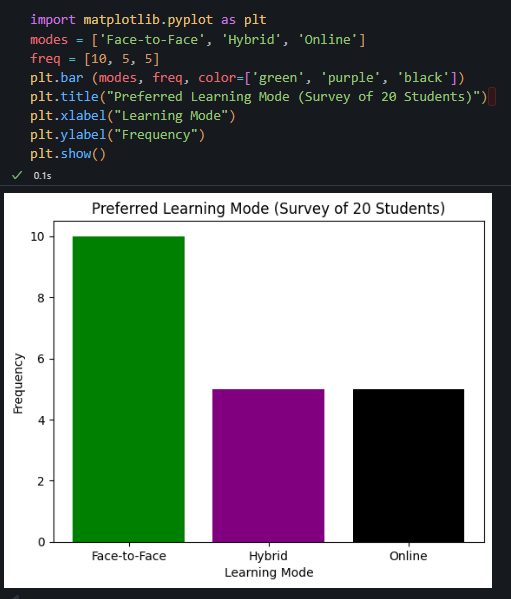 import matplotlib.pyplot as plt
modes = ['Face-to-Face', 'Hybrid', 'Online']
freq = [10, 5, 5]
plt.bar (modes, freq, color=['green', 'purple', 'black'])
plt.title("Preferred Learning Mode (Survey of 20 Students)")
plt.xlabel("Learning Mode")
plt.ylabel("Frequency")
plt.show()
0.1s
Preferred Learning Mode (Survey of 20 Students)
10
8
6
4
2
0
Frequency
Face-to-Face Hybrid Online
Learning Mode